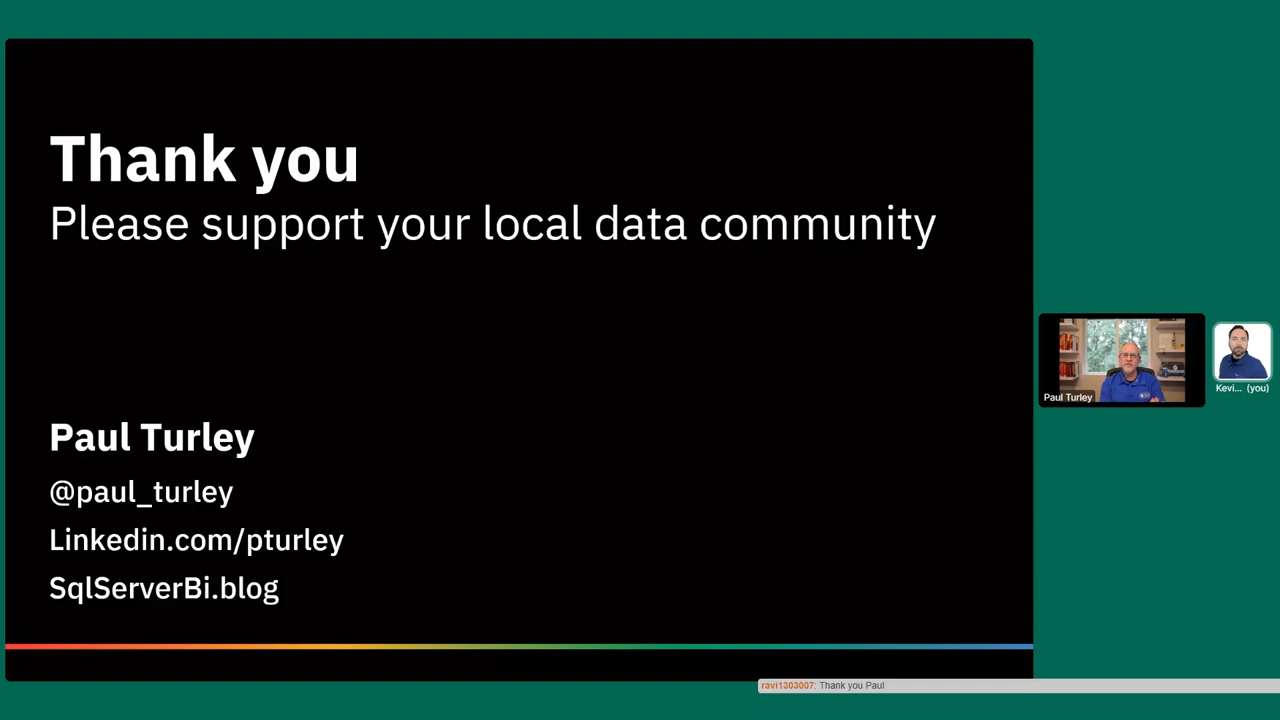 Thank you
Please support your local data community
Paul Turley
@paul_turley
Linkedin.com/pturley
SqlServerBi.blog
Paul Turley
Kevi... (you)
ravi1303007: Thank you Paul